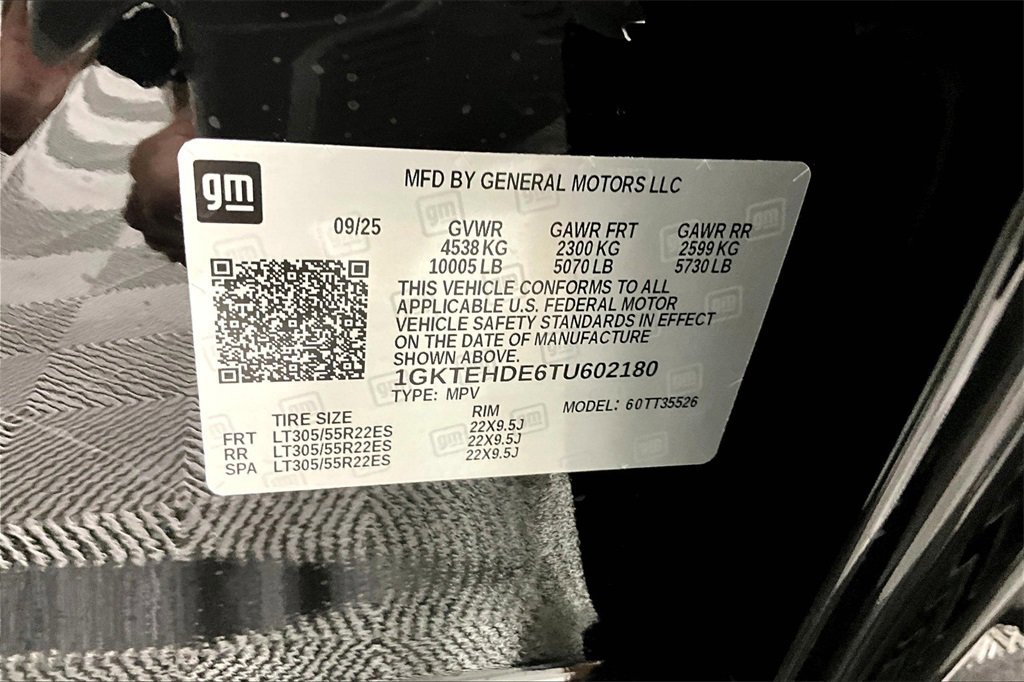 gm
MFD BY GENERAL MOTORS LLC
09/25 GVWR GAWR FRT GAWR RR
4538 KG 2300 KG 2599 KG
10005 LB 5070 LB 5730 LB
THIS VEHICLE CONFORMS TO ALL
APPLICABLE U.S. FEDERAL MOTOR
VEHICLE SAFETY STANDARDS IN EFFECT
ON THE DATE OF MANUFACTURE
SHOWN ABOVE.
1GKTEHDE6TU602180
TYPE: MPV MODEL: 60TT35526
TIRE SIZE RIM
FRT LT305/55R22ES 22X9.5J
RR LT305/55R22ES 22X9.5J
SPA LT305/55R22ES 22X9.5J